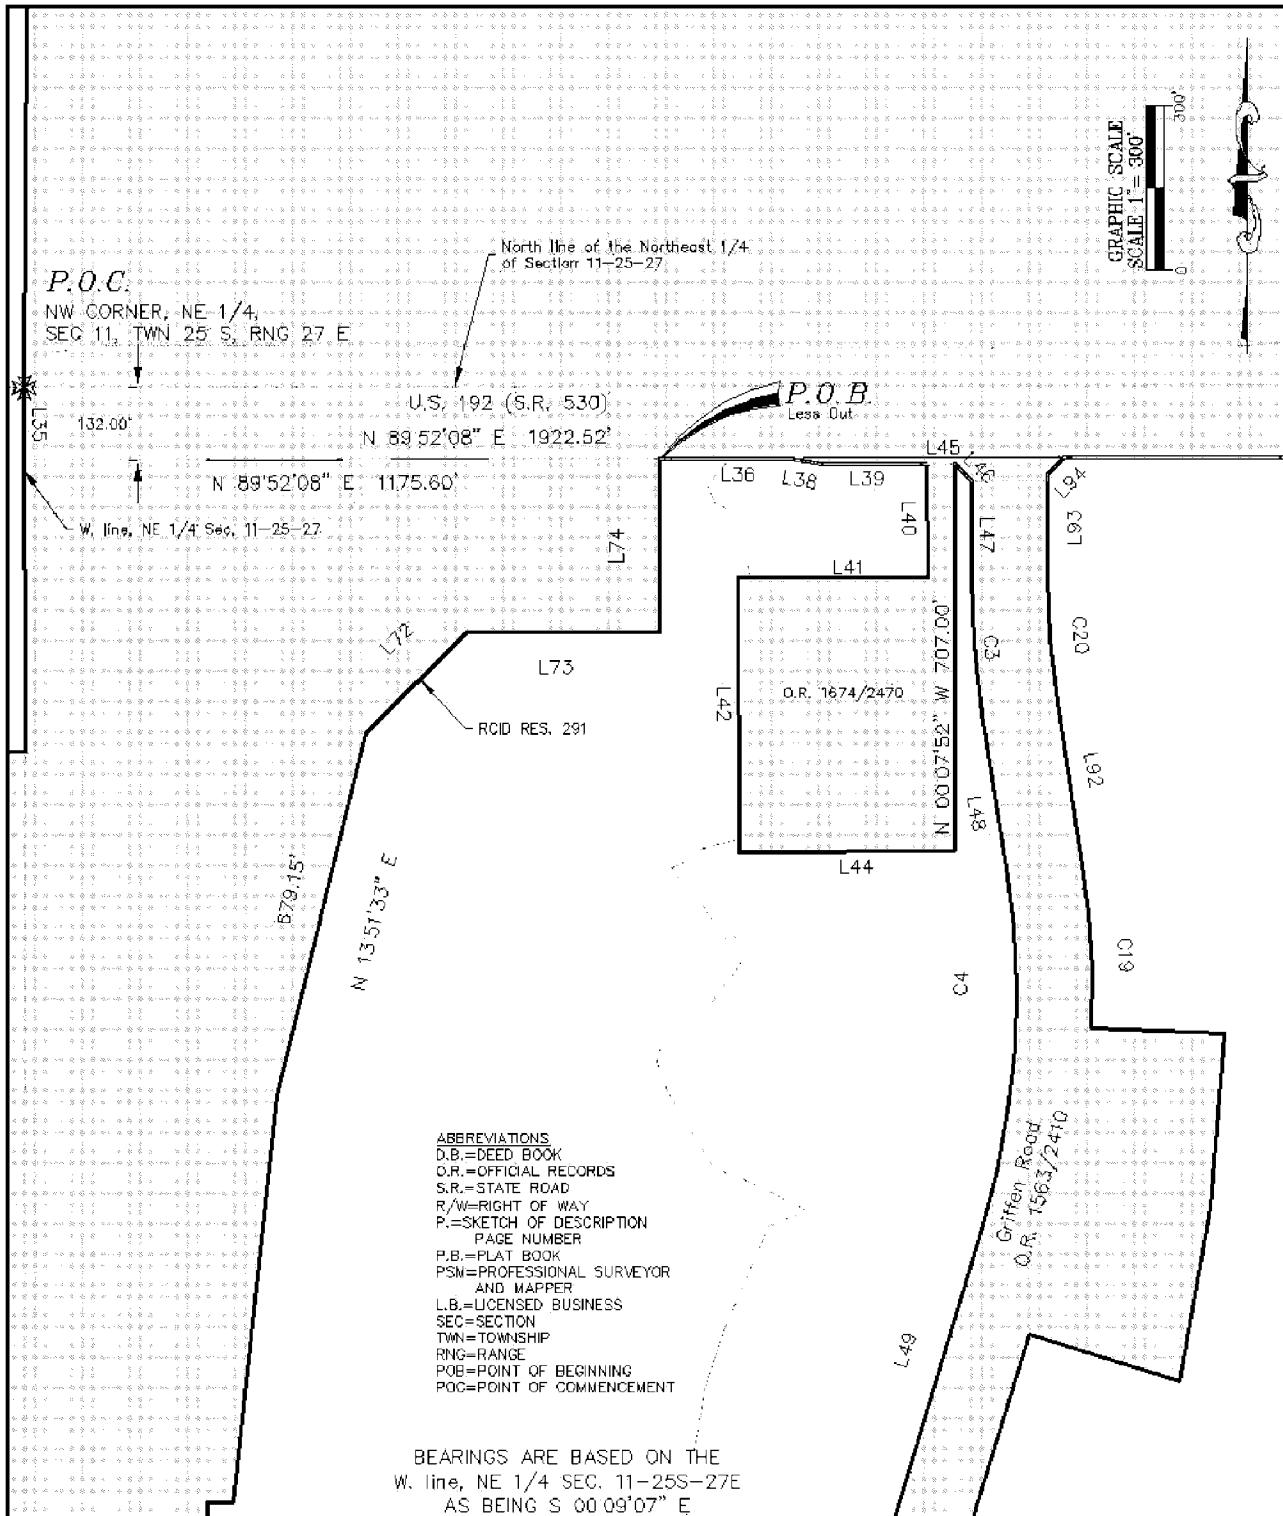 GRAPHIC SCALE
SCALE 1"= 300'
0
300'
North line of the Northeast 1/4
of Section 11-25-27
P.O.C.
NW CORNER, NE 1/4,
SEC 11, TWN 25 S, RNG 27 E
L35
132.00'
U.S. 192 (S.R. 530)
N 89 52'08" E 1922.52'
N 89'52'08" E 1175.60'
P.O.B.
Less Out
W. line, NE 1/4 Sec. 11-25-27
L36
L38
L39
L45
L46
L94
L40
L47
L93
L74
L41
L72
L73
RCID RES. 291
L42
O.R. 1674/2470
N 00'07'52" W 707.00'
C3
C20
L48
L92
L44
679.15'
N 13'51'33" E
C4
C19
ABBREVIATIONS
D.B.=DEED BOOK
O.R.=OFFICIAL RECORDS
S.R.=STATE ROAD
R/W=RIGHT OF WAY
P.=SKETCH OF DESCRIPTION
PAGE NUMBER
P.B.=PLAT BOOK
PSM=PROFESSIONAL SURVEYOR
AND MAPPER
L.B.=LICENSED BUSINESS
SEC=SECTION
TWN=TOWNSHIP
RNG=RANGE
POB=POINT OF BEGINNING
POC=POINT OF COMMENCEMENT
Griffen Road
O.R. 1563/2410
L49
BEARINGS ARE BASED ON THE
W. line, NE 1/4 SEC. 11-25S-27E
AS BEING S 00 09'07" E